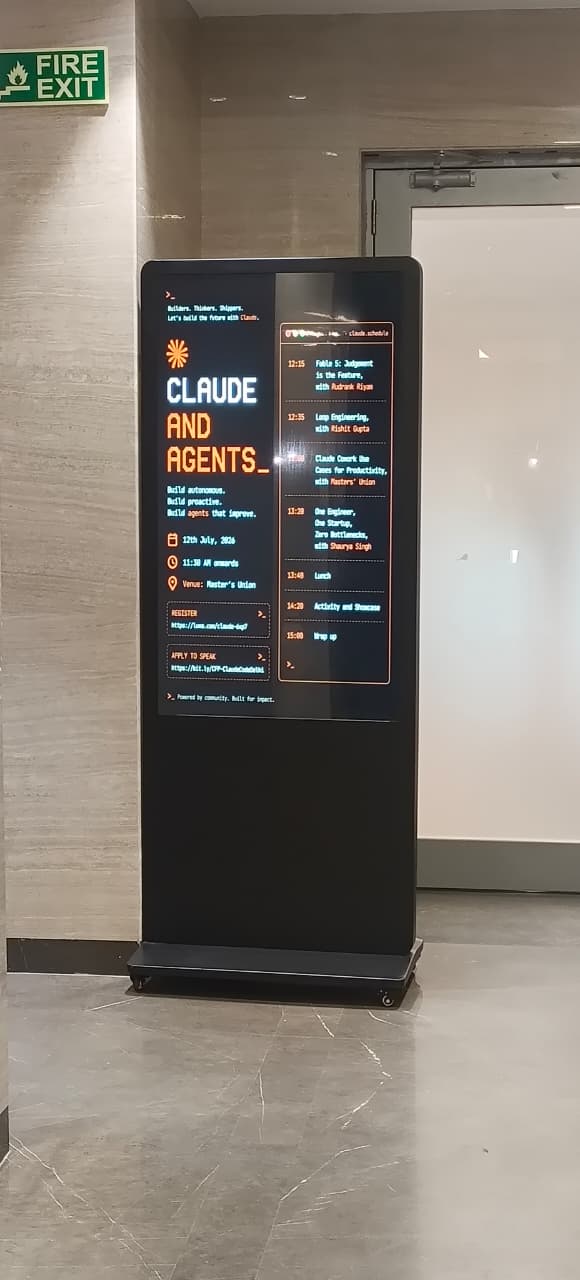 FIRE
EXIT
>_
Builders. Thinkers. Shippers.
Let's build the future with Claude.
CLAUDE
AND
AGENTS_
Build autonomous.
Build proactive.
Build agents that improve.
12th July, 2026
11:30 AM onwards
Venue: Master's Union
REGISTER >_
APPLY TO SPEAK >_
>_ Powered by community. Built for impact.
claude.schedule
12:15 Fable 5: Judgement
is the Feature,
with Rudrank Riyam
12:35 Loop Engineering,
with Rishit Gupta
Claude Cowork Use
Cases for Productivity,
with Masters' Union
13:20 One Engineer,
One Startup,
Zero Bottlenecks,
with Shaurya Singh
13:40 Lunch
14:20 Activity and Showcase
15:00 Wrap up
>_